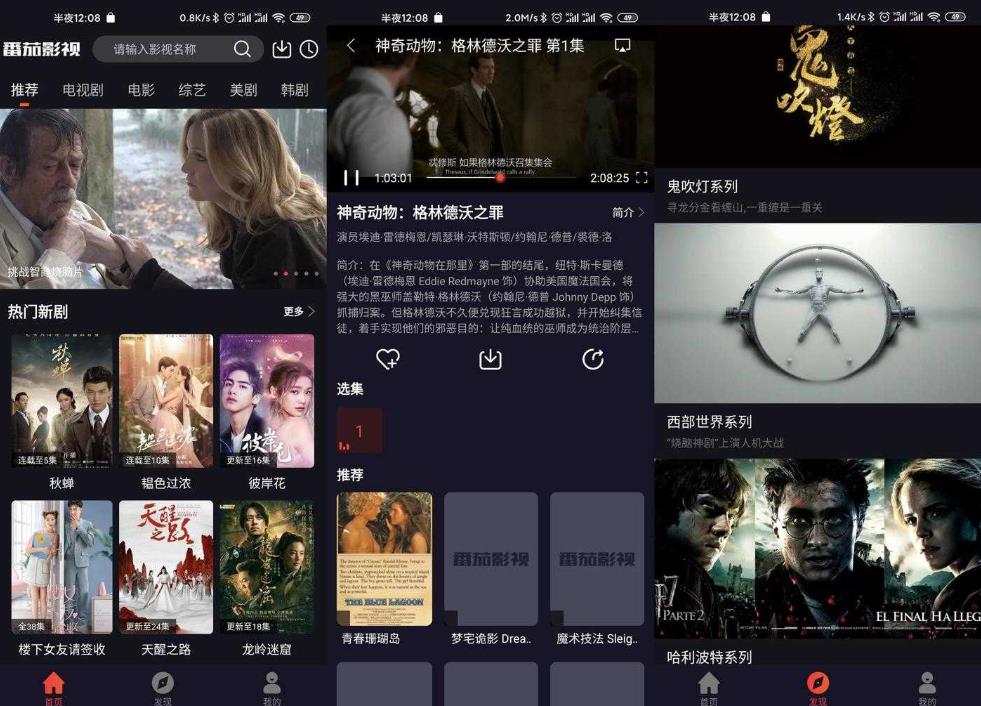 半夜12:08
0.8K/s
49
番茄影视
请输入影视名称
推荐
电视剧
电影
综艺
美剧
韩剧
挑战智商烧脑片
热门新剧
更多
秋蝉
连载至5集
韫色过浓
连载至10集
彼岸花
更新至16集
秋蝉
韫色过浓
彼岸花
全38集
天醒之路
更新至24集
更新至18集
楼下女友请签收
天醒之路
龙岭迷窟
首页
发现
我的
半夜12:08
2.0M/s
49
神奇动物：格林德沃之罪 第1集
忒修斯 如果格林德沃召集集会
Theseus, if Grindelwald calls a rally.
1:03:01
2:08:25
神奇动物：格林德沃之罪
简介
演员埃迪·雷德梅恩/凯瑟琳·沃特斯顿/约翰尼·德普/裘德·洛
简介：在《神奇动物在那里》第一部的结尾，纽特·斯卡曼德
（埃迪·雷德梅恩 Eddie Redmayne 饰）协助美国魔法国会，将
强大的黑巫师盖勒特·格林德沃（约翰尼·德普 Johnny Depp 饰）
抓捕归案。但格林德沃不久便兑现狂言成功越狱，并开始纠集信
徒，着手实现他们的邪恶目的：让纯血统的巫师成为统治阶层...
选集
1
推荐
THE BLUE LAGOON
番茄影视
番茄影视
青春珊瑚岛
梦宅诡影 Drea..
魔术技法 Sleig..
半夜12:08
1.4K/s
49
鬼吹燈
鬼吹灯系列
寻龙分金看缠山,一重缠是一重关
西部世界系列
“烧脑神剧”上演人机大战
PARTE 2
EL FINAL HA LLEG
哈利波特系列
首页
发现
我的